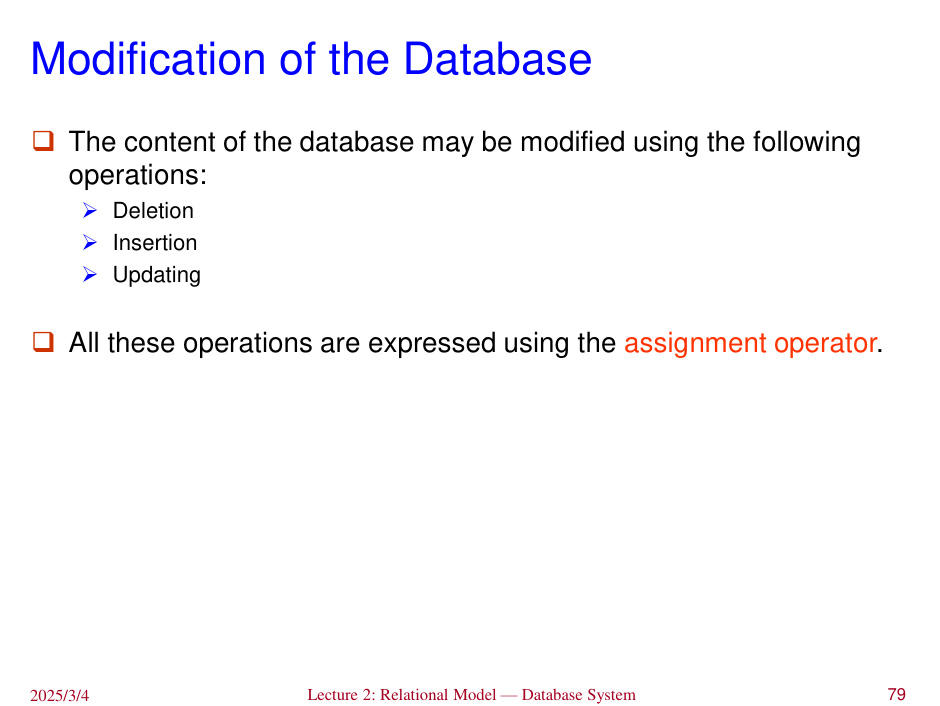 Modification of the Database
❑ The content of the database may be modified using the following
operations:
➢ Deletion
➢ Insertion
➢ Updating
❑ All these operations are expressed using the assignment operator.
2025/3/4
Lecture 2: Relational Model — Database System
79